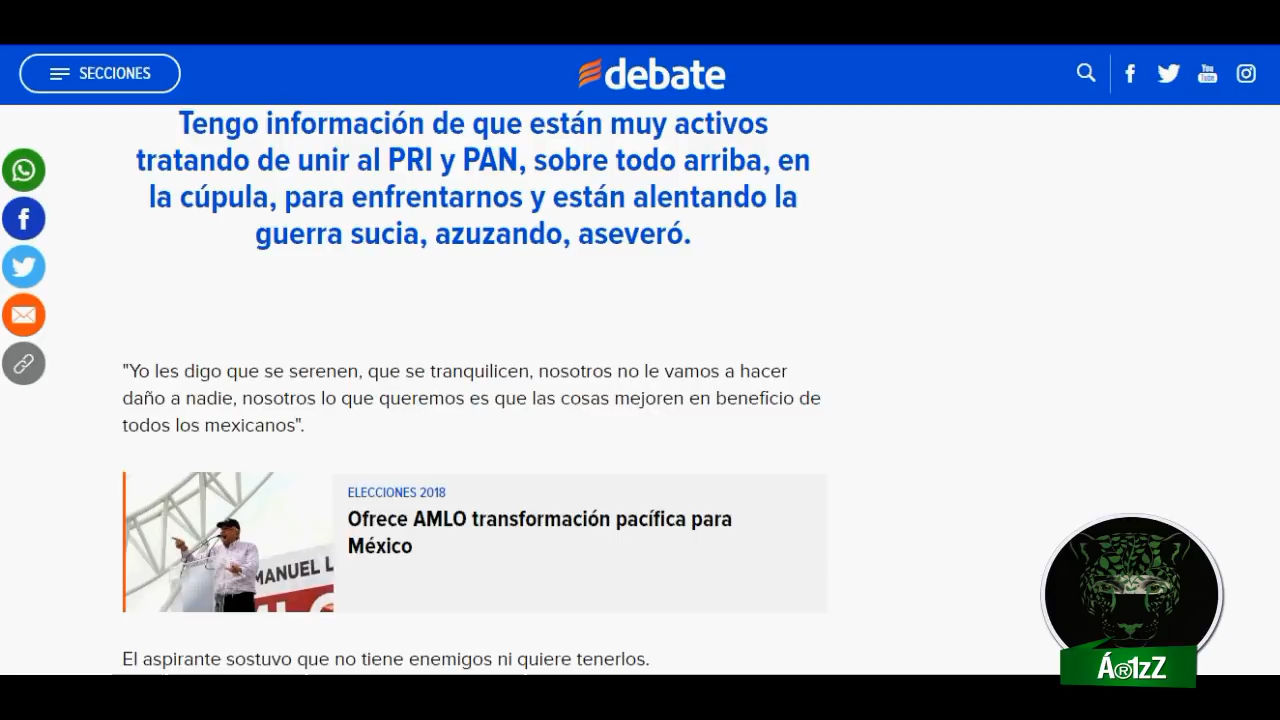 SECCIONES
debate
You
Tube
Tengo información de que están muy activos
tratando de unir al PRI y PAN, sobre todo arriba, en
la cúpula, para enfrentarnos y están alentando la
guerra sucia, azuzando, aseveró.
"Yo les digo que se serenen, que se tranquilicen, nosotros no le vamos a hacer
daño a nadie, nosotros lo que queremos es que las cosas mejoren en beneficio de
todos los mexicanos".
ELECCIONES 2018
Ofrece AMLO transformación pacífica para
México
MANUEL L
El aspirante sostuvo que no tiene enemigos ni quiere tenerlos.
Á®1zZ